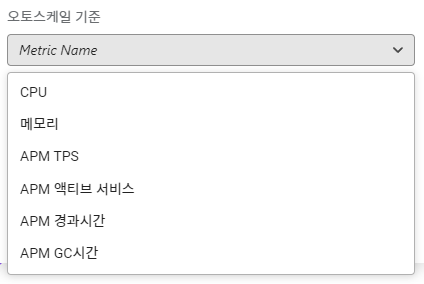 오토스케일 기준
Metric Name
CPU
메모리
APM TPS
APM 액티브 서비스
APM 경과시간
APM GC시간